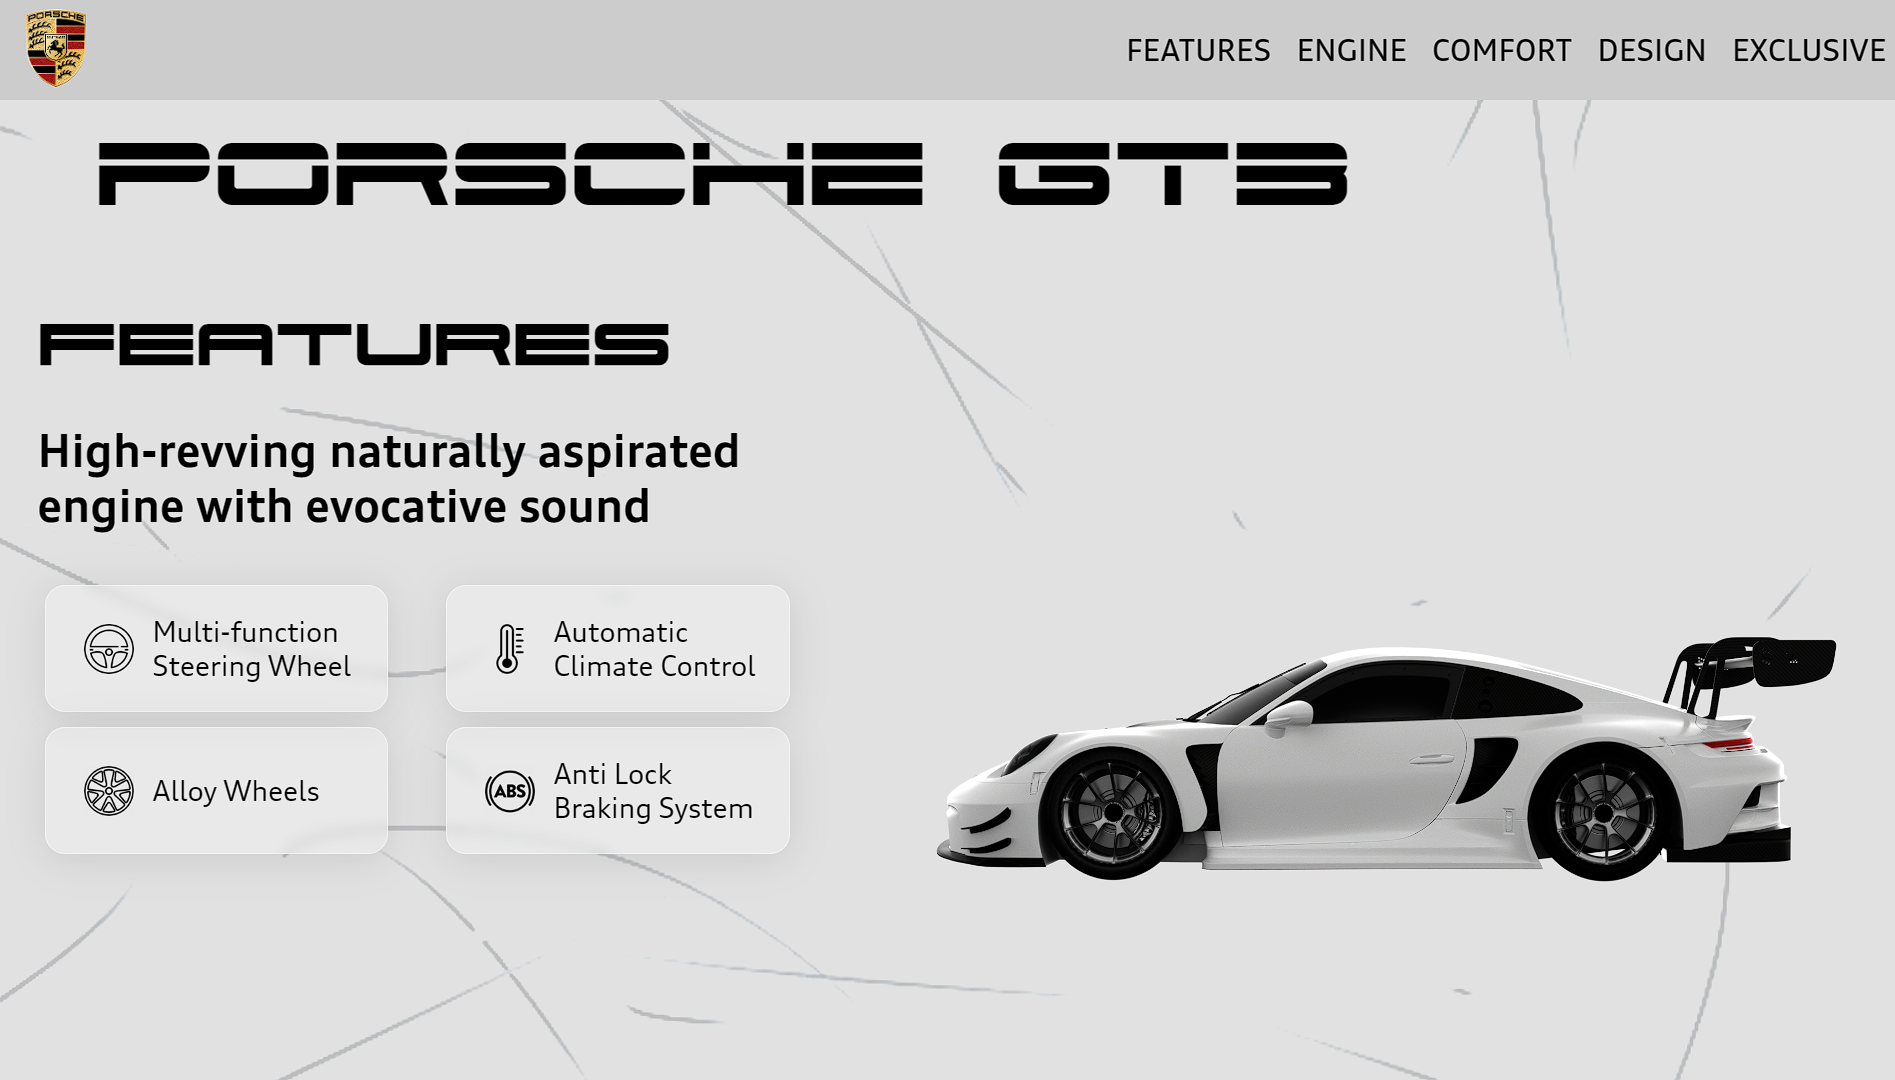 PORSCHE
FEATURES ENGINE COMFORT DESIGN EXCLUSIVE
PORSCHE GT3
FEATURES
High-revving naturally aspirated
engine with evocative sound
Multi-function
Steering Wheel
Automatic
Climate Control
Alloy Wheels
ABS
Anti Lock
Braking System